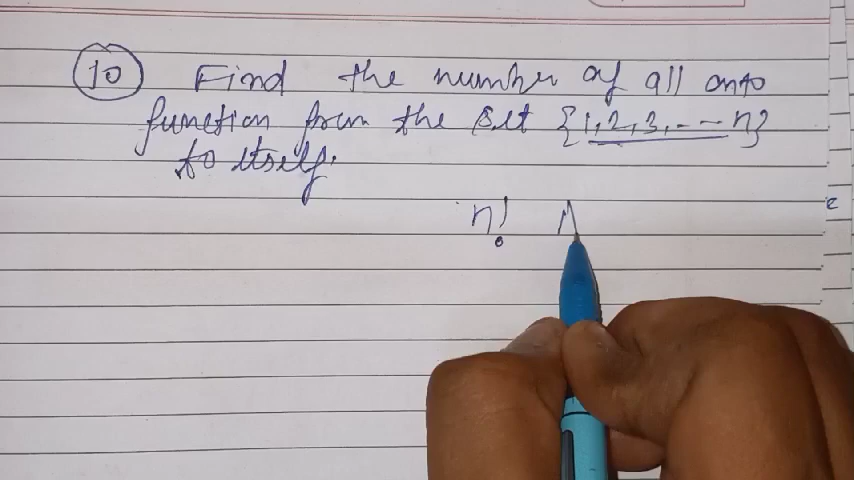 10 Find the number of all onto
function from the set {1,2,3,--- n}
to itself.
n!